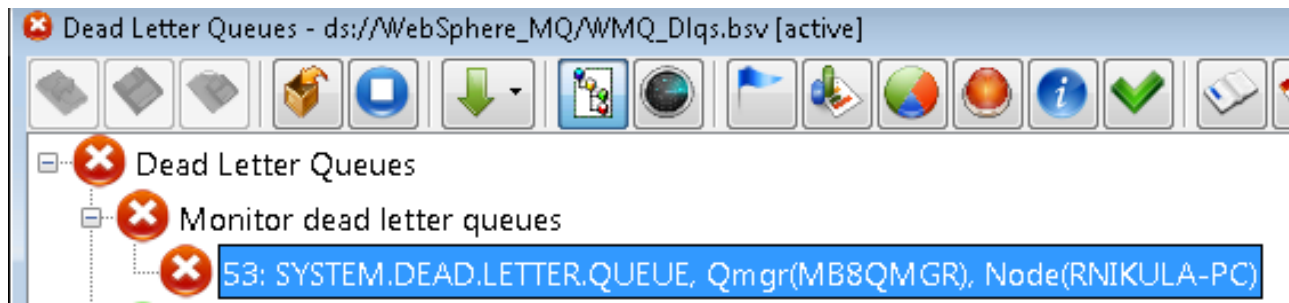 Dead Letter Queues - ds://WebSphere_MQ/WMQ_Dlqs.bsv [active]
Dead Letter Queues
Monitor dead letter queues
53: SYSTEM.DEAD.LETTER.QUEUE, Qmgr(MB8QMGR), Node(RNIKULA-PC)